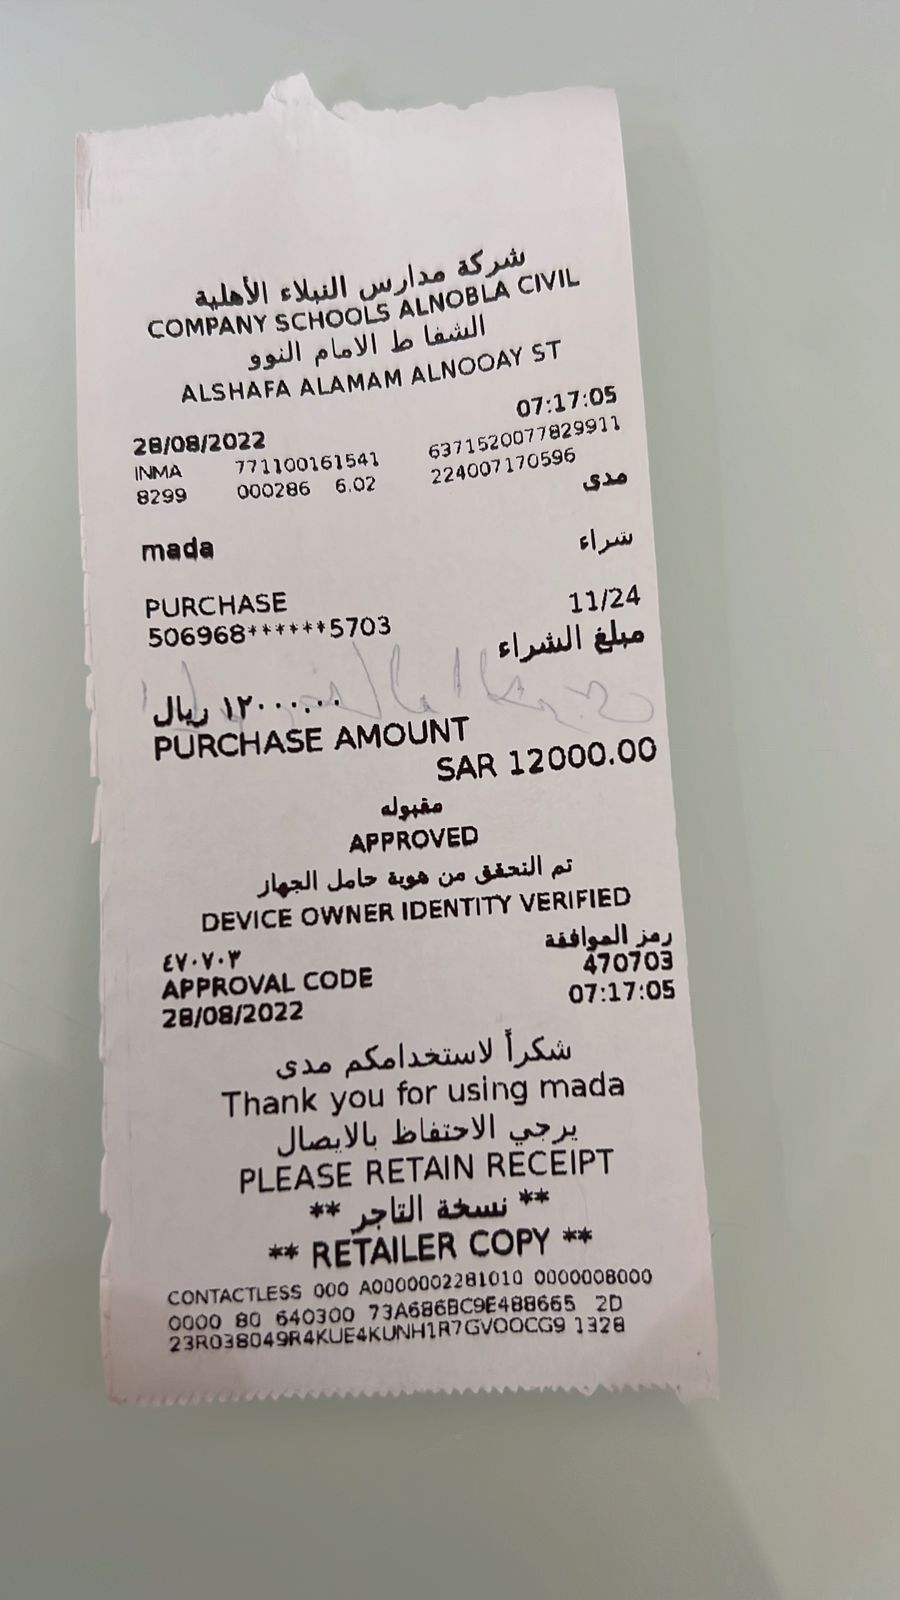 شركة مدارس النبلاء الأهلية
COMPANY SCHOOLS ALNOBLA CIVIL
الشفا ط الامام النوو
ALSHAFA ALAMAM ALNOOAY ST
28/08/2022 07:17:05
INMA 771100161541 6371520077829911
8299 000286 6.02 224007170596
مدى
mada
شراء
PURCHASE
11/24
506968******5703
مبلغ الشراء
١٢٠٠٠.٠٠ ريال
PURCHASE AMOUNT
SAR 12000.00
مقبوله
APPROVED
تم التحقق من هوية حامل الجهاز
DEVICE OWNER IDENTITY VERIFIED
رمز الموافقة
٤٧٠٧٠٣
470703
APPROVAL CODE
28/08/2022 07:17:05
شكراً لاستخدامكم مدى
Thank you for using mada
يرجي الاحتفاظ بالايصال
PLEASE RETAIN RECEIPT
** نسخة التاجر **
** RETAILER COPY **
CONTACTLESS 000 A0000002281010 0000008000
0000 80 640300 73A686BC9E488665 2D
23R038049R4KUE4KUNH1R7GVOOCG9 1328